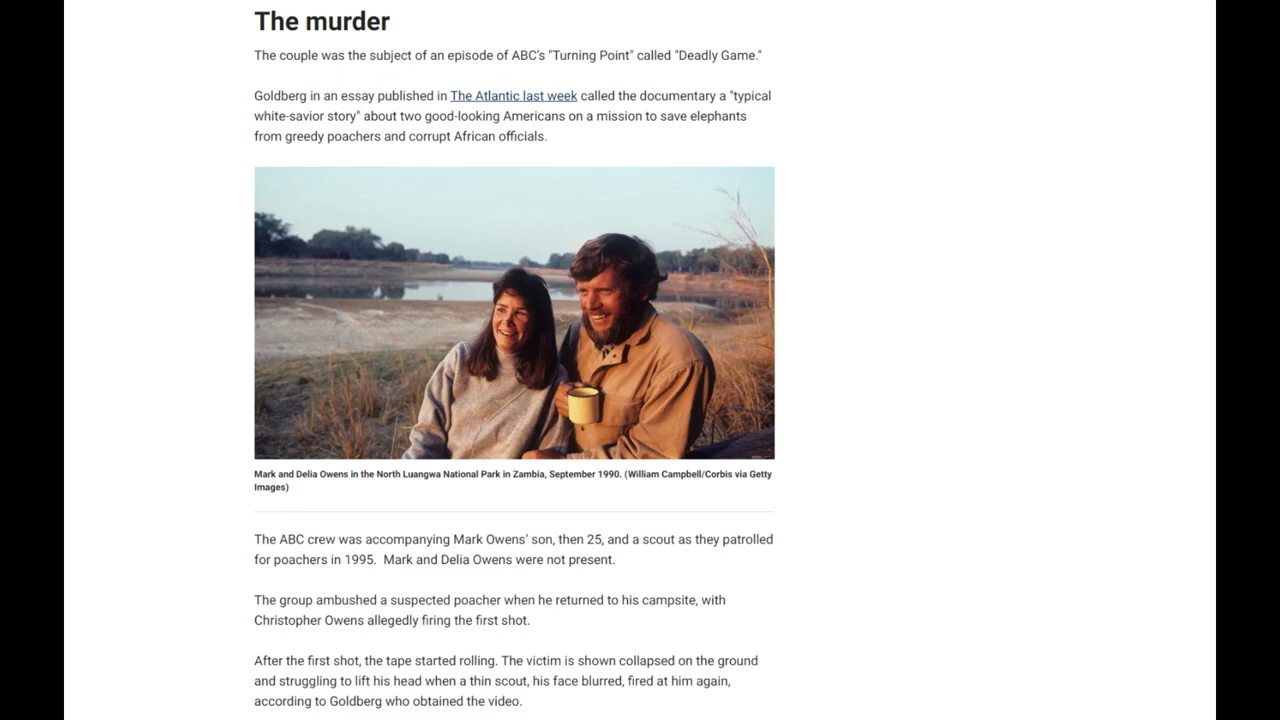 The murder
The couple was the subject of an episode of ABC's "Turning Point" called "Deadly Game."
Goldberg in an essay published in The Atlantic last week called the documentary a "typical
white-savior story" about two good-looking Americans on a mission to save elephants
from greedy poachers and corrupt African officials.
Mark and Delia Owens in the North Luangwa National Park in Zambia, September 1990. (William Campbell/Corbis via Getty
Images)
The ABC crew was accompanying Mark Owens' son, then 25, and a scout as they patrolled
for poachers in 1995.  Mark and Delia Owens were not present.
The group ambushed a suspected poacher when he returned to his campsite, with
Christopher Owens allegedly firing the first shot.
After the first shot, the tape started rolling. The victim is shown collapsed on the ground
and struggling to lift his head when a thin scout, his face blurred, fired at him again,
according to Goldberg who obtained the video.